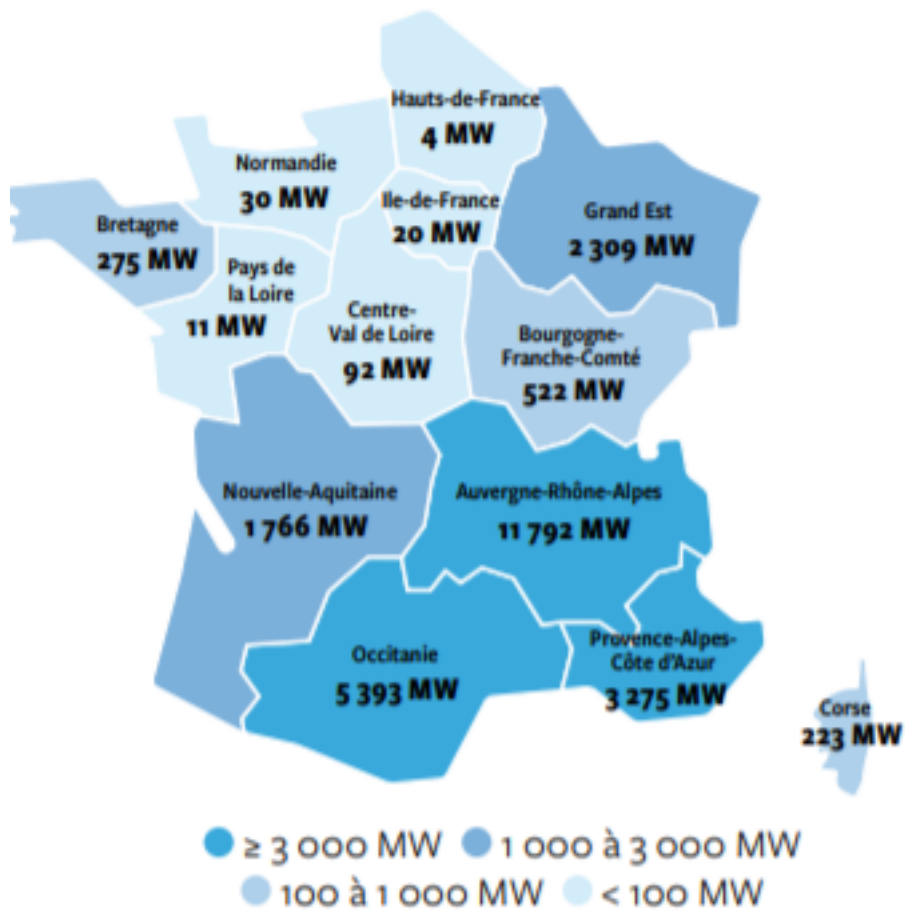 Hauts-de-France
4 MW
Normandie
30 MW
Ile-de-France
20 MW
Grand Est
2 309 MW
Bretagne
275 MW
Pays de
la Loire
11 MW
Centre-
Val de Loire
92 MW
Bourgogne-
Franche-Comté
522 MW
Nouvelle-Aquitaine
1 766 MW
Auvergne-Rhône-Alpes
11 792 MW
Occitanie
5 393 MW
Provence-Alpes-
Côte d'Azur
3 275 MW
Corse
223 MW
≥ 3 000 MW
1 000 à 3 000 MW
100 à 1 000 MW
< 100 MW